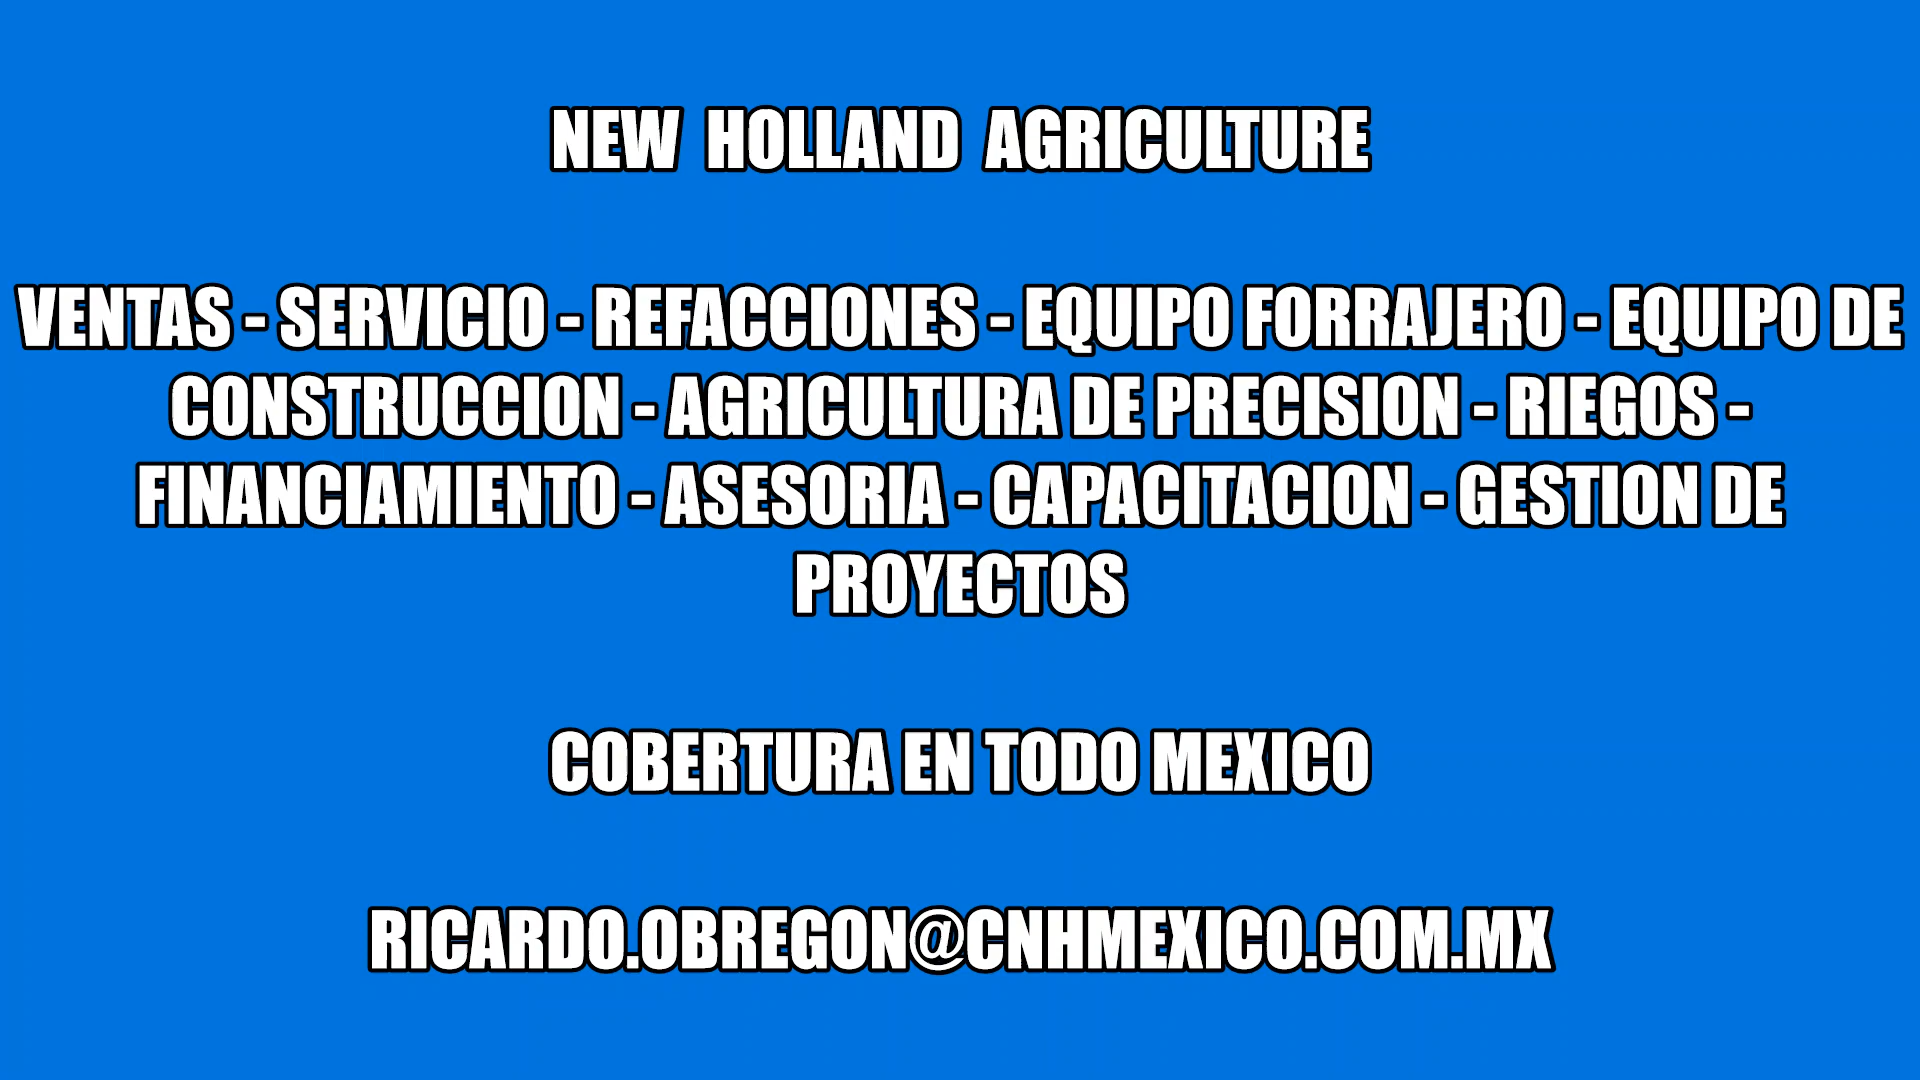 NEW HOLLAND AGRICULTURE
VENTAS - SERVICIO - REFACCIONES - EQUIPO FORRAJERO - EQUIPO DE
CONSTRUCCION - AGRICULTURA DE PRECISION - RIEGOS -
FINANCIAMIENTO - ASESORIA - CAPACITACION - GESTION DE
PROYECTOS
COBERTURA EN TODO MEXICO
RICARDO.OBREGON@CNHMEXICO.COM.MX